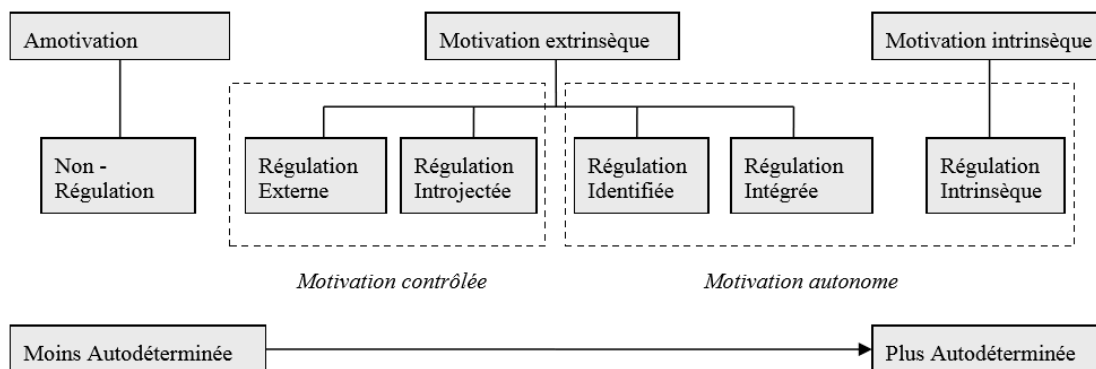 Amotivation
Motivation extrinsèque
Motivation intrinsèque
Non -
Régulation
Régulation
Externe
Régulation
Introjectée
Régulation
Identifiée
Régulation
Intégrée
Régulation
Intrinsèque
Motivation contrôlée
Motivation autonome
Moins Autodéterminée
Plus Autodéterminée